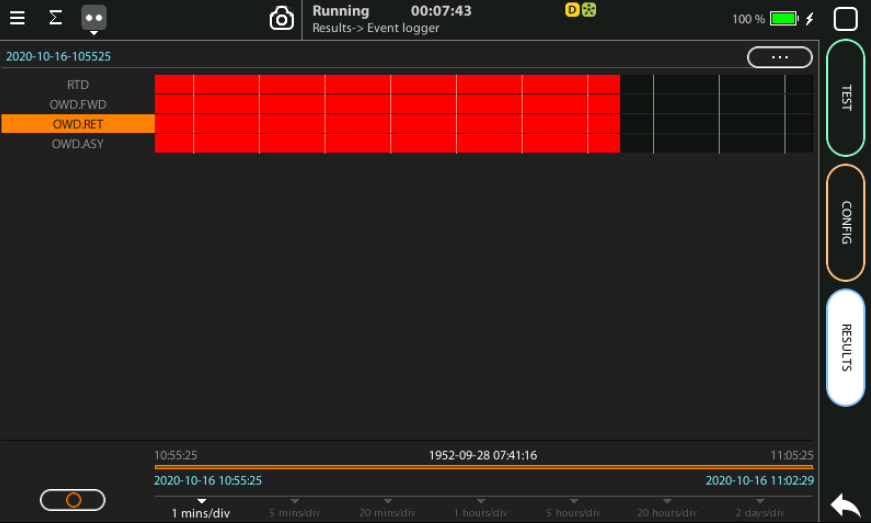 Running 00:07:43
Results-> Event logger
D
100 %
2020-10-16-105525
...
RTD
OWD.FWD
OWD.RET
OWD.ASY
TEST
CONFIG
RESULTS
10:55:25 1952-09-28 07:41:16 11:05:25
2020-10-16 10:55:25 2020-10-16 11:02:29
1 mins/div 5 mins/div 20 mins/div 1 hours/div 5 hours/div 20 hours/div 2 days/div